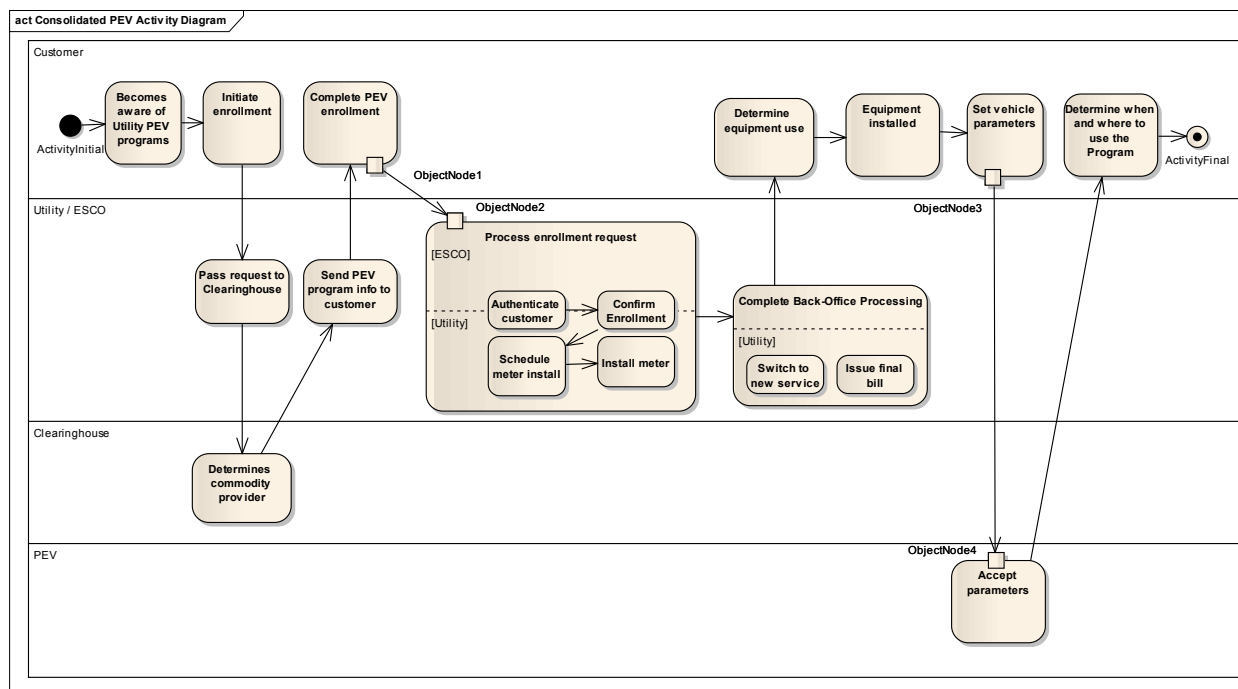 act Consolidated PEV Activity Diagram
Customer
ActivityInitial
Becomes
aware of
Utility PEV
programs
Initiate
enrollment
Complete PEV
enrollment
ObjectNode1
Determine
equipment use
Equipment
installed
Set vehicle
parameters
Determine when
and where to
use the
Program
ActivityFinal
Utility / ESCO
ObjectNode2
ObjectNode3
Pass request to
Clearinghouse
Send PEV
program info to
customer
Process enrollment request
[ESCO]
Authenticate
customer
Confirm
Enrollment
[Utility]
Schedule
meter install
Install meter
Complete Back-Office Processing
[Utility]
Switch to
new service
Issue final
bill
Clearinghouse
Determines
commodity
provider
PEV
ObjectNode4
Accept
parameters